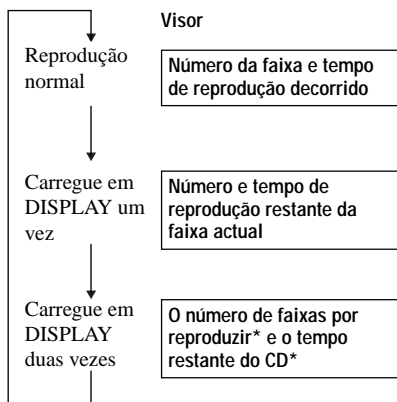 Visor
Reprodução
normal
Número da faixa e tempo
de reprodução decorrido
Carregue em
DISPLAY um
vez
Número e tempo de
reprodução restante da
faixa actual
Carregue em
DISPLAY
duas vezes
O número de faixas por
reproduzir* e o tempo
restante do CD*